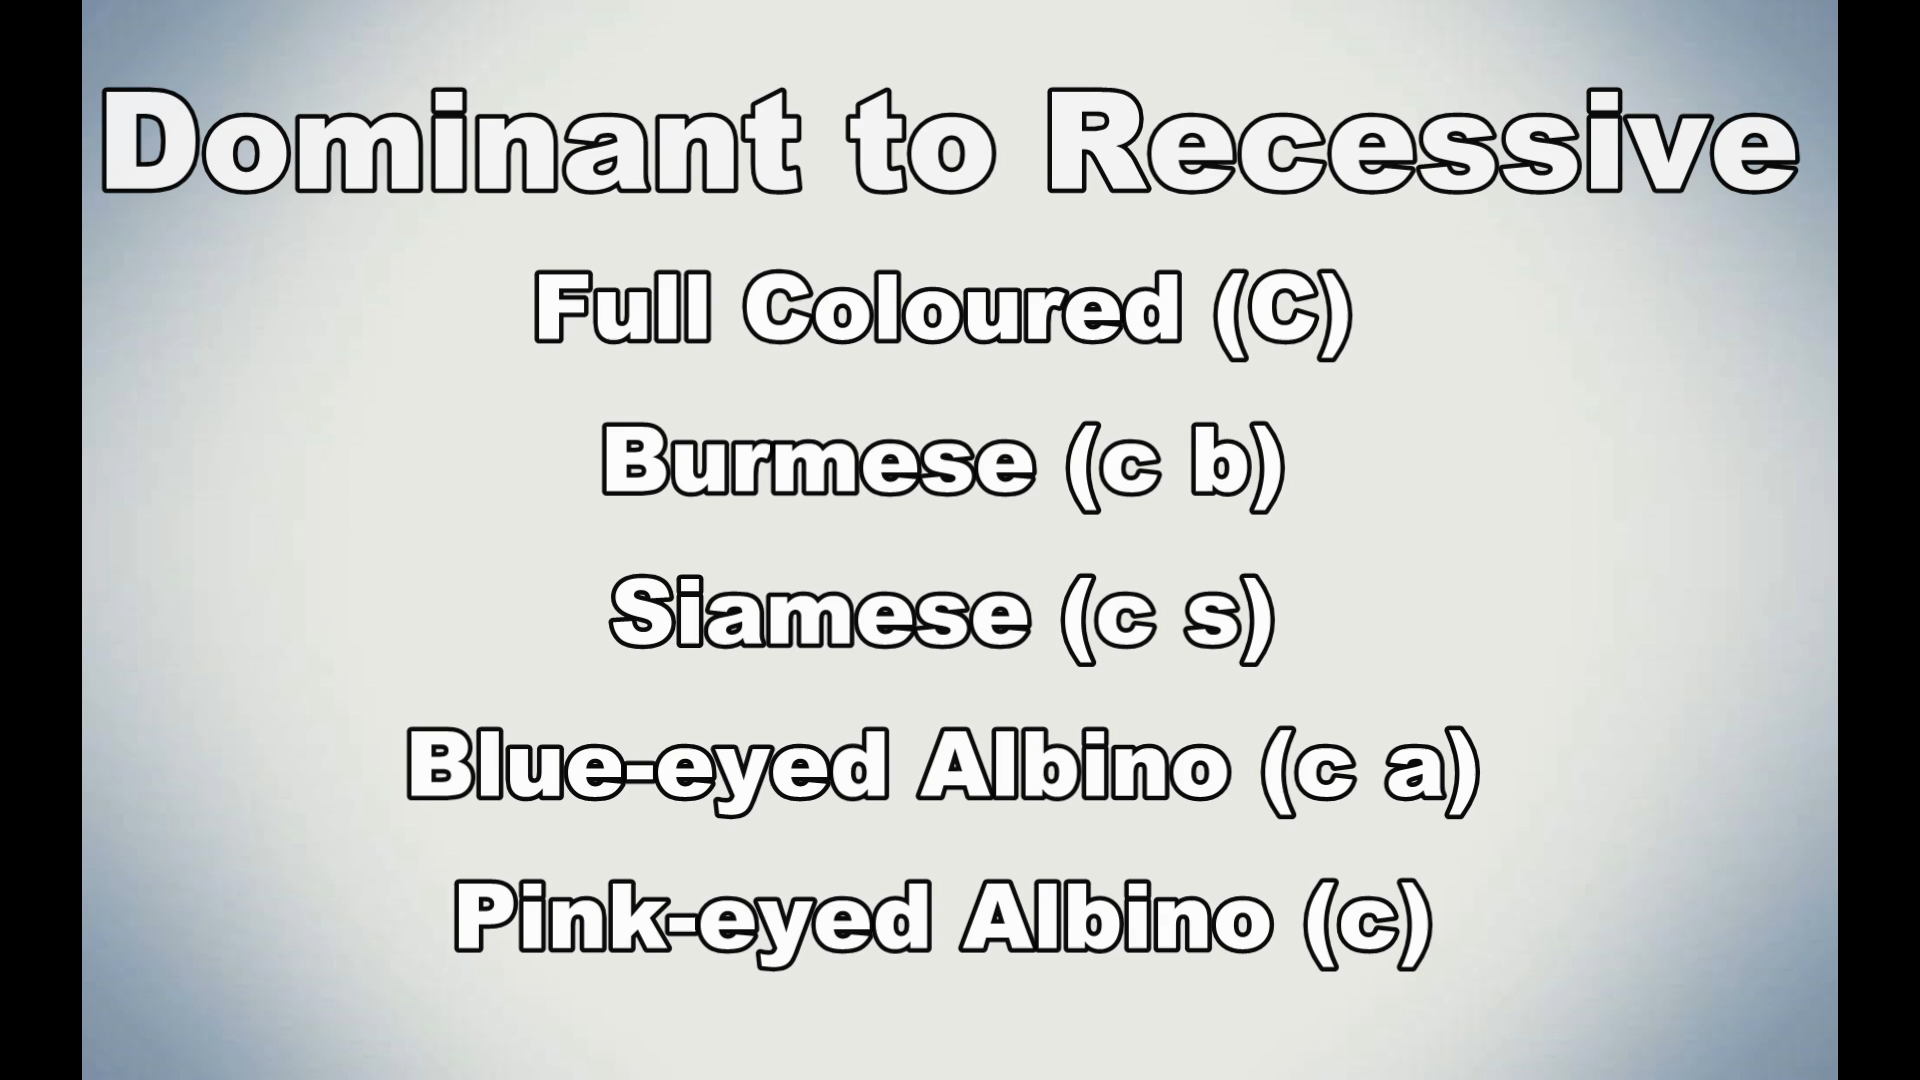 Dominant to Recessive
Full Coloured (C)
Burmese (c b)
Siamese (c s)
Blue-eyed Albino (c a)
Pink-eyed Albino (c)